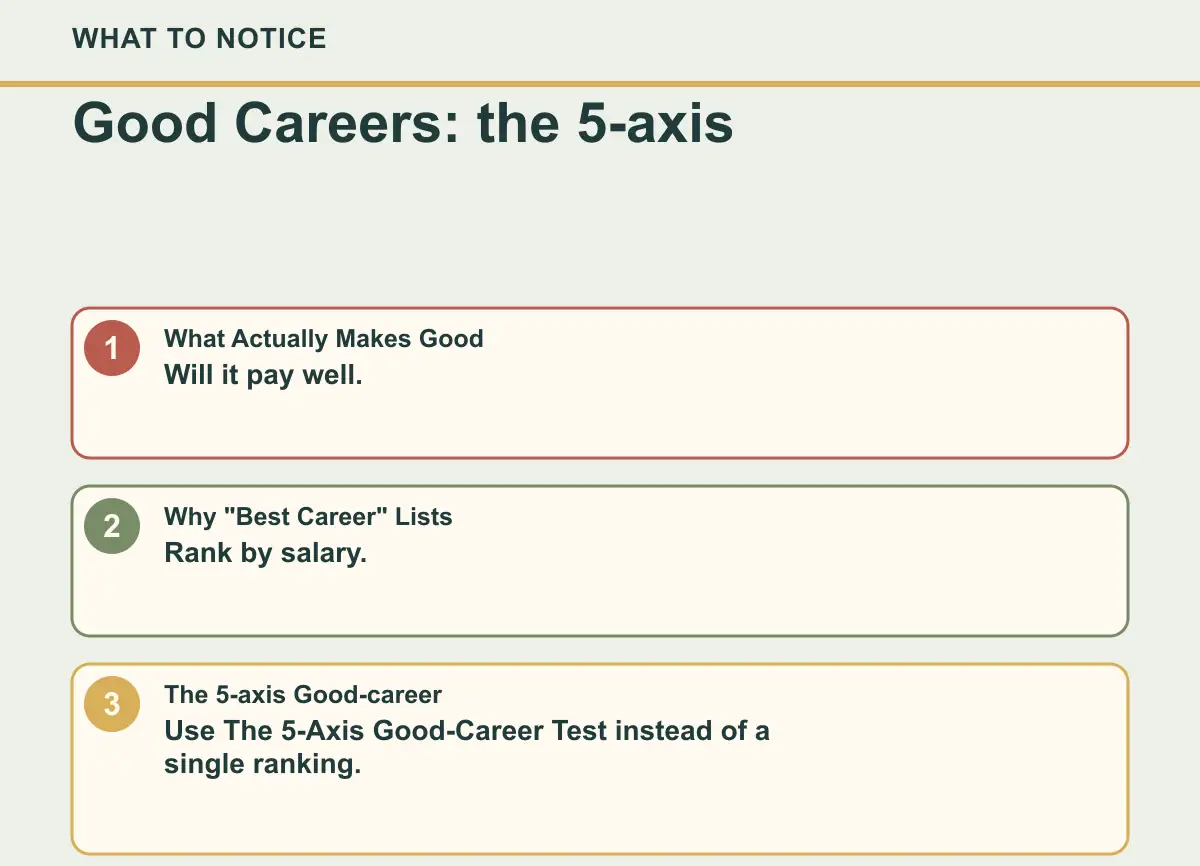 WHAT TO NOTICE
Good Careers: the 5-axis
1
What Actually Makes Good
Will it pay well.
2
Why "Best Career" Lists
Rank by salary.
3
The 5-axis Good-career
Use The 5-Axis Good-Career Test instead of a
single ranking.